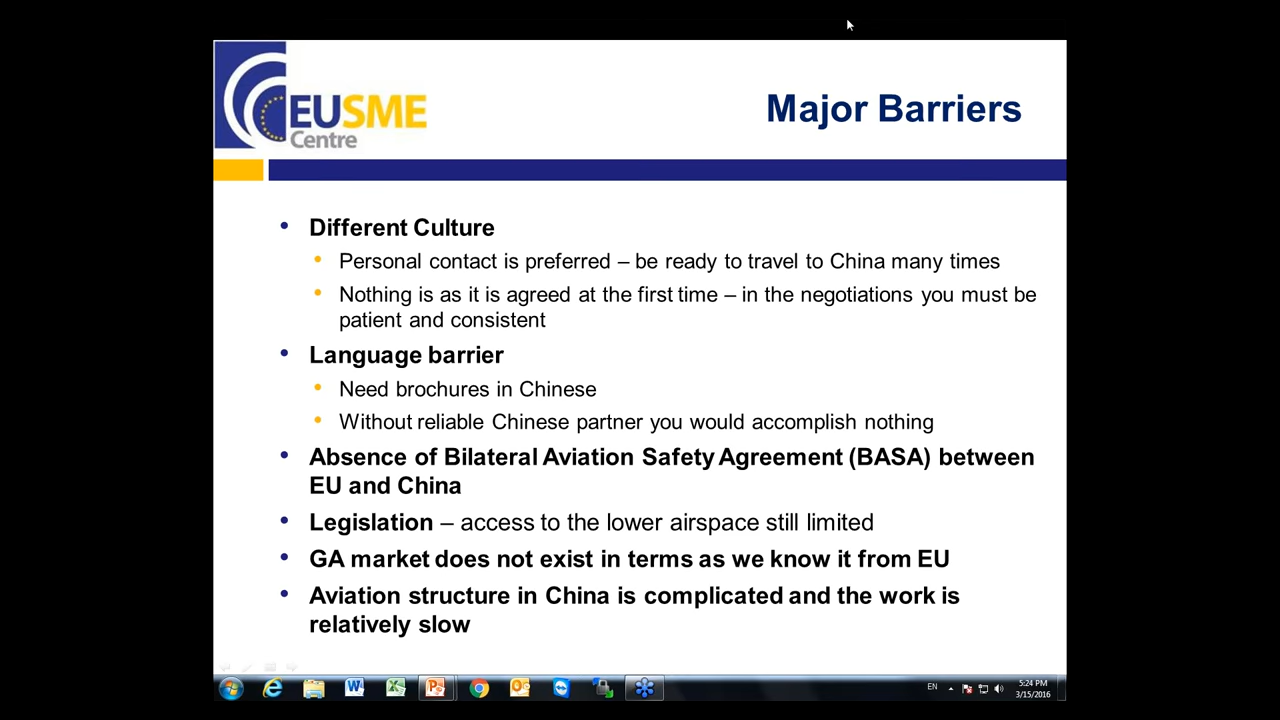 EUSME
Centre
Major Barriers
• Different Culture
• Personal contact is preferred – be ready to travel to China many times
• Nothing is as it is agreed at the first time – in the negotiations you must be
patient and consistent
• Language barrier
• Need brochures in Chinese
• Without reliable Chinese partner you would accomplish nothing
• Absence of Bilateral Aviation Safety Agreement (BASA) between
EU and China
• Legislation – access to the lower airspace still limited
• GA market does not exist in terms as we know it from EU
• Aviation structure in China is complicated and the work is
relatively slow
EN
5:24 PM
3/15/2016